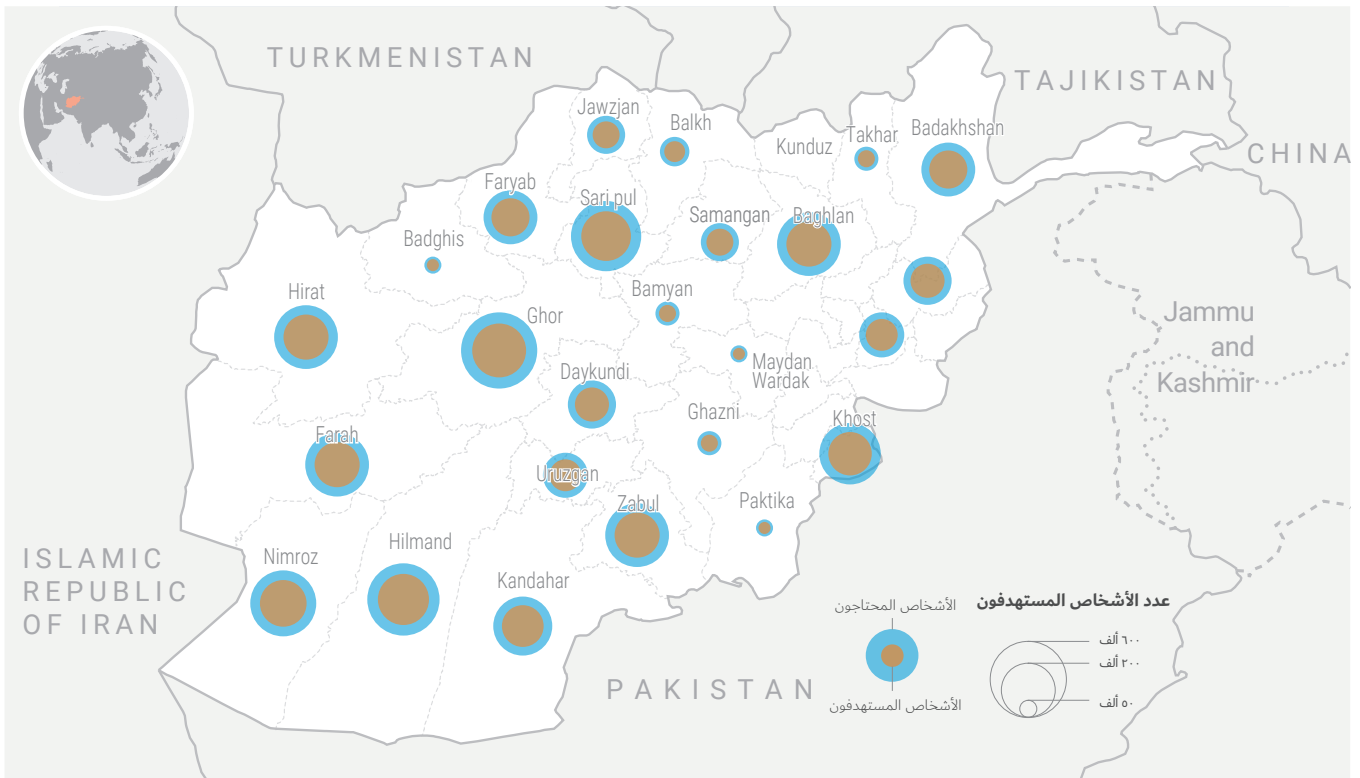 TURKMENISTAN
TAJIKISTAN
CHINA
Jawzjan
Balkh
Kunduz
Takhar
Badakhshan
Faryab
Sari pul
Samangan
Baghlan
Badghis
Hirat
Ghor
Bamyan
Jammu
and
Kashmir
Maydan
Wardak
Daykundi
Ghazni
Khost
Farah
Uruzgan
Zabul
Paktika
Nimroz
Hilmand
Kandahar
ISLAMIC
REPUBLIC
OF IRAN
PAKISTAN
عدد الأشخاص المستهدفون
٦٠٠ ألف
٢٠٠ ألف
٥٠ ألف
الأشخاص المحتاجون
الأشخاص المستهدفون